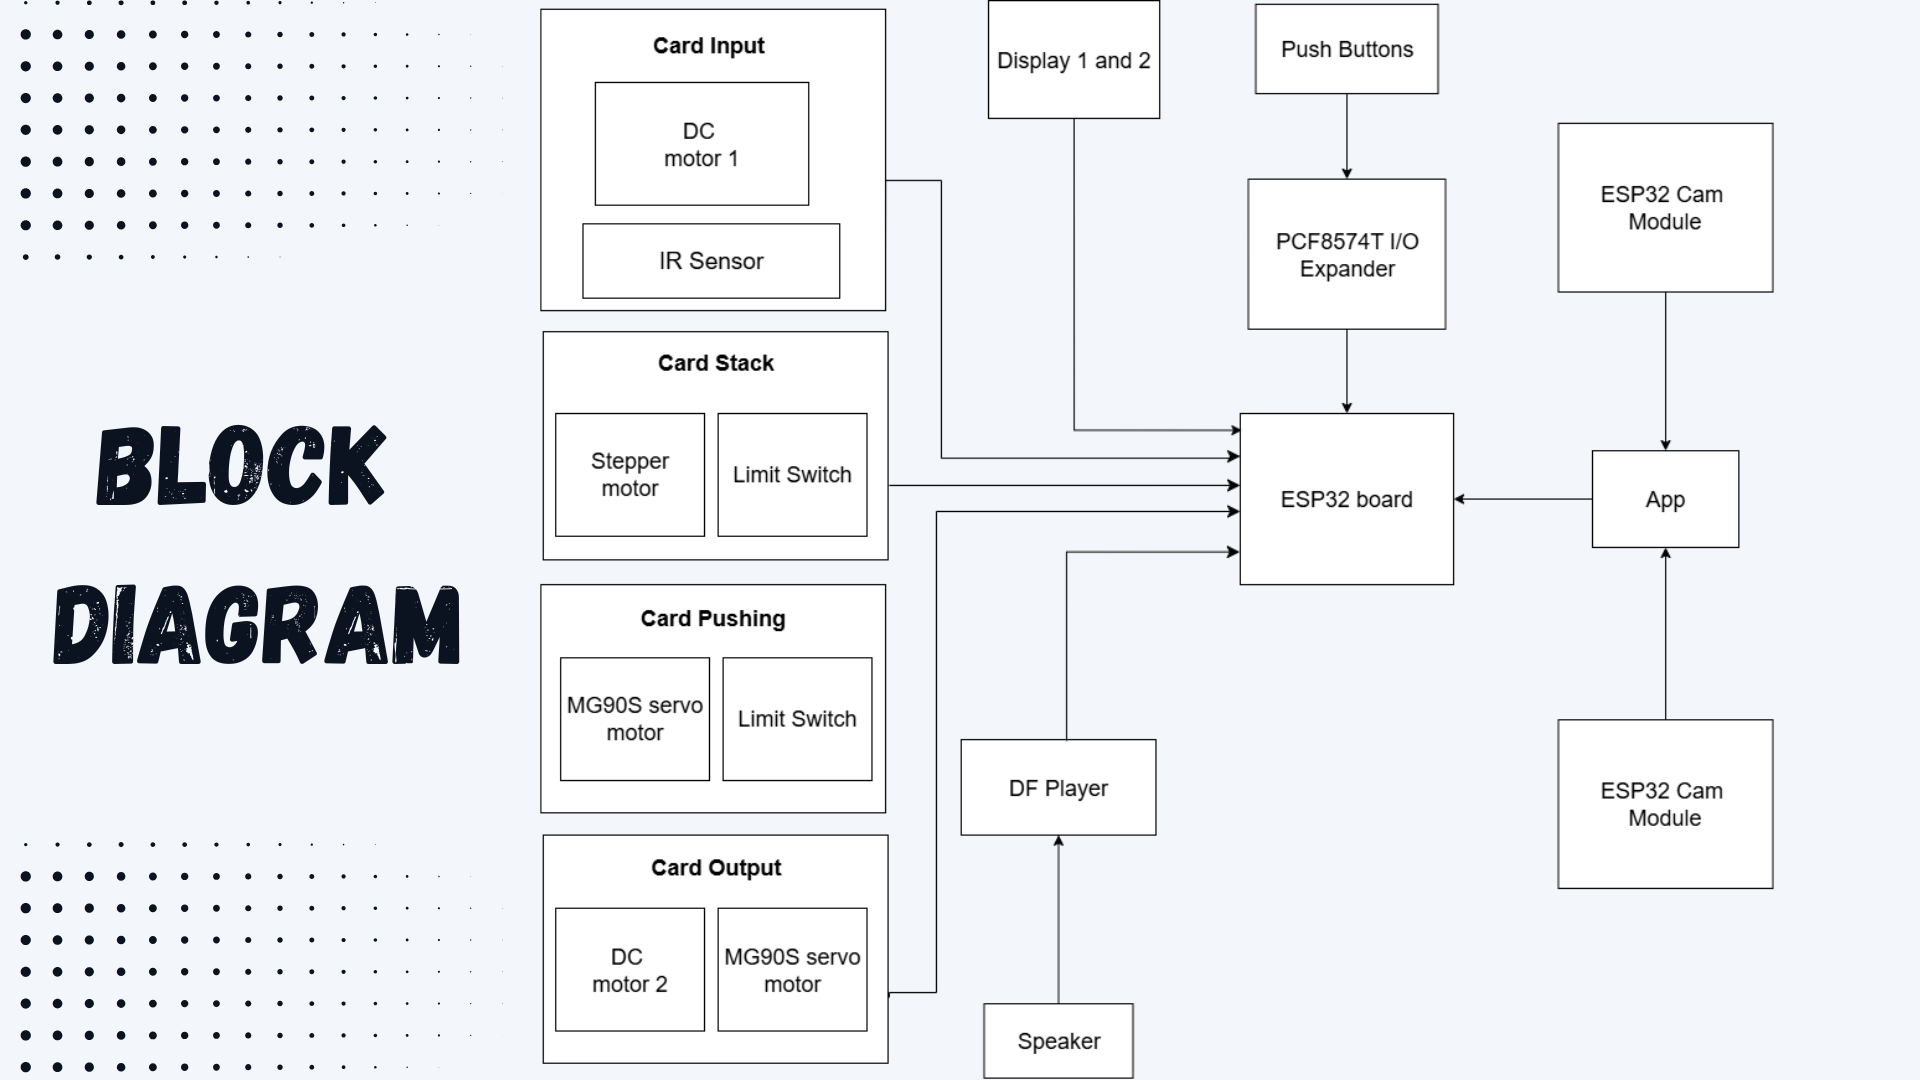 BLOCK
DIAGRAM
Card Input
DC
motor 1
IR Sensor
Card Stack
Stepper
motor
Limit Switch
Card Pushing
MG90S servo
motor
Limit Switch
Card Output
DC
motor 2
MG90S servo
motor
Display 1 and 2
Push Buttons
PCF8574T I/O
Expander
ESP32 board
DF Player
Speaker
ESP32 Cam
Module
App
ESP32 Cam
Module